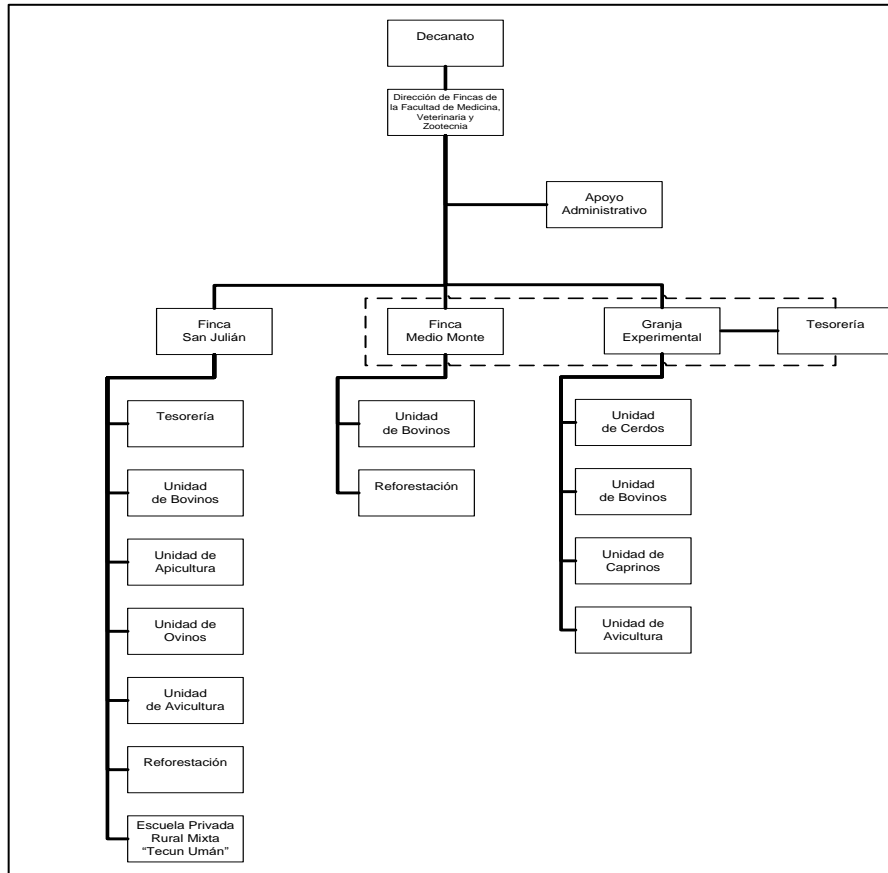 Decanato
Dirección de Fincas de
la Facultad de Medicina,
Veterinaria y
Zootecnia
Apoyo
Administrativo
Finca
San Julián
Finca
Medio Monte
Granja
Experimental
Tesorería
Tesorería
Unidad
de Bovinos
Unidad de
Apicultura
Unidad de
Ovinos
Unidad
de Avicultura
Reforestación
Escuela Privada
Rural Mixta
“Tecun Umán”
Unidad
de Bovinos
Reforestación
Unidad
de Cerdos
Unidad
de Bovinos
Unidad de
Caprinos
Unidad de
Avicultura